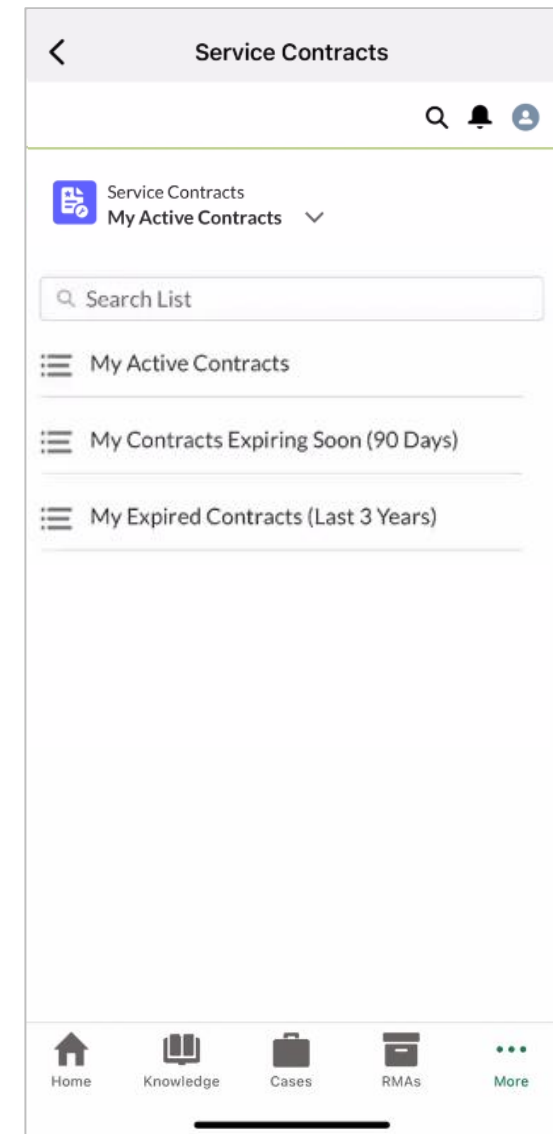 Service Contracts
Service Contracts
My Active Contracts
Search List
My Active Contracts
My Contracts Expiring Soon (90 Days)
My Expired Contracts (Last 3 Years)
Home Knowledge Cases RMAs More